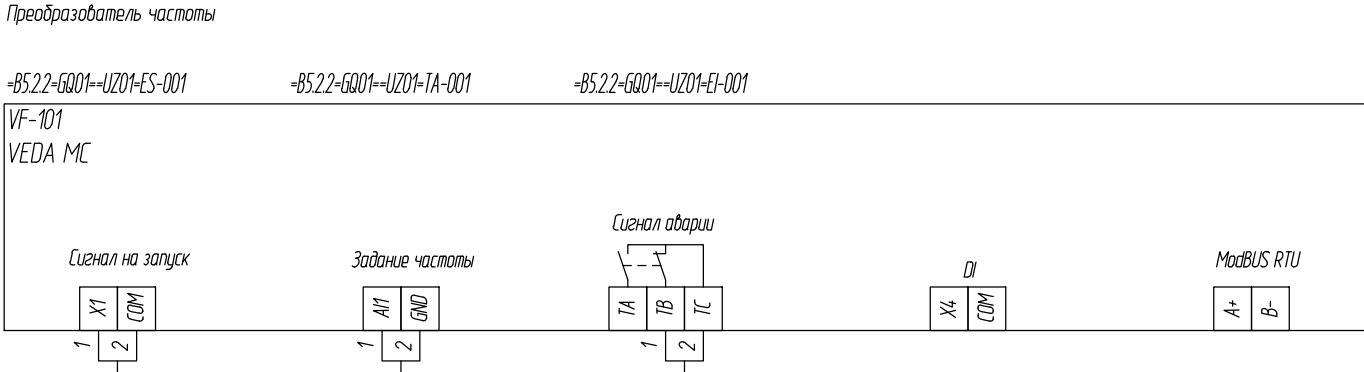 Преобразователь частоты
=B5.2.2=GQ01==UZ01=ES-001
=B5.2.2=GQ01==UZ01=TA-001
=B5.2.2=GQ01==UZ01=EI-001
VF-101
VEDA MC
Сигнал на запуск
Задание частоты
Сигнал аварии
DI
ModBUS RTU
X1
COM
AI1
GND
TA
TB
TC
X4
COM
A+
B-
1
2
1
2
1
2